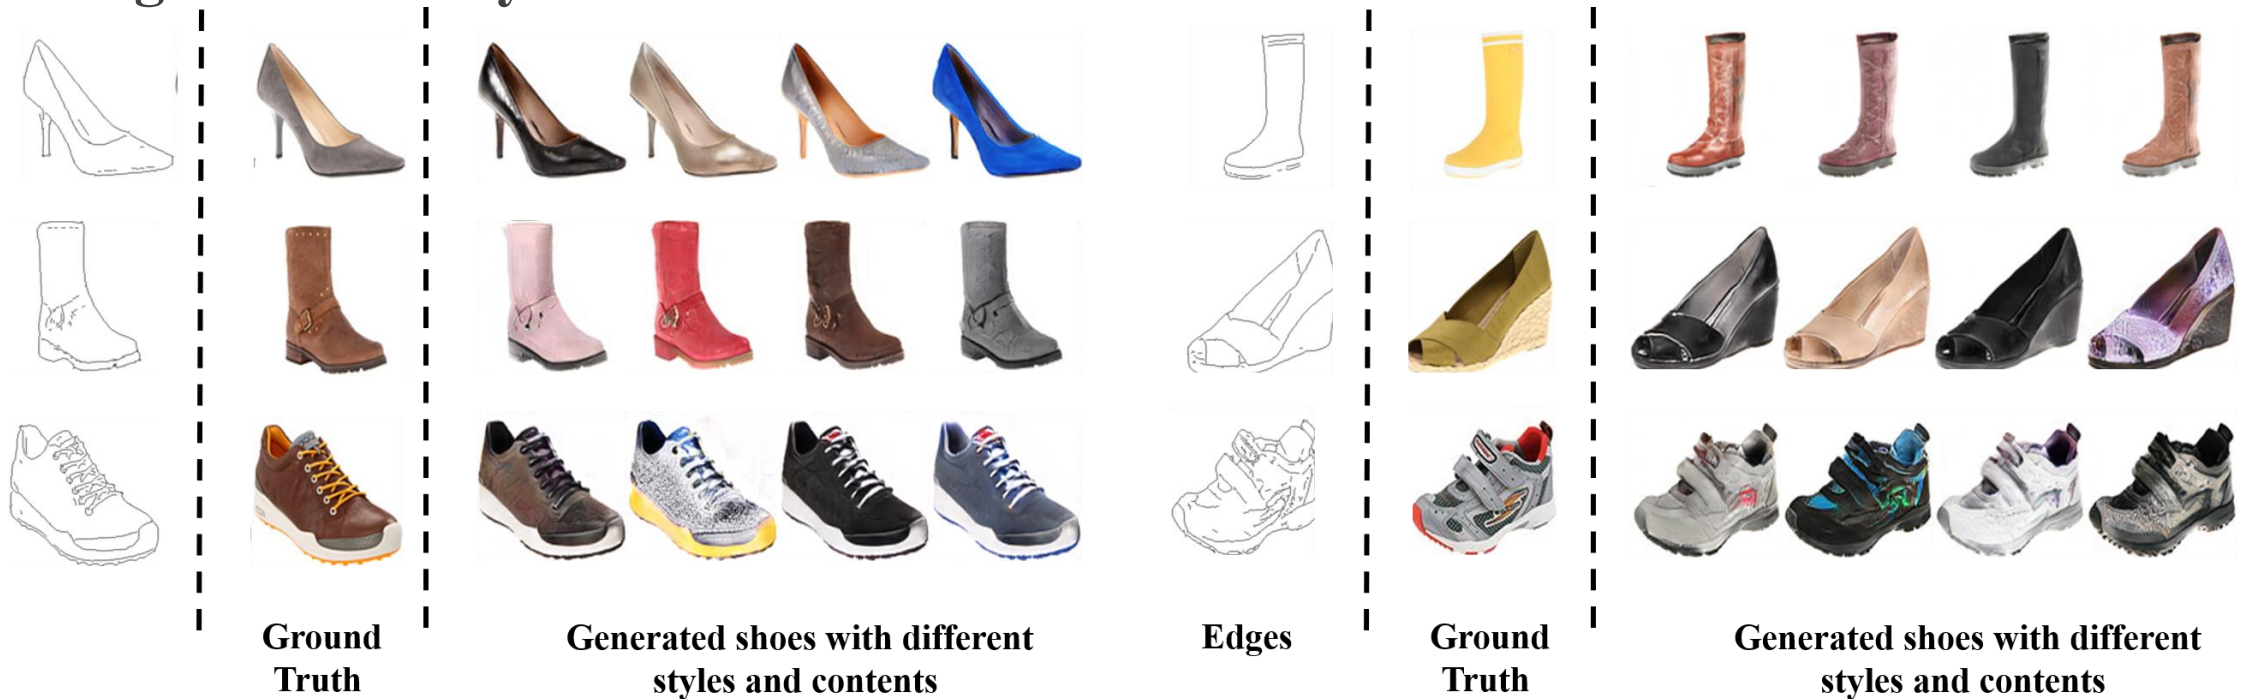 Ground
Truth
Generated shoes with different
styles and contents
Edges
Ground
Truth
Generated shoes with different
styles and contents